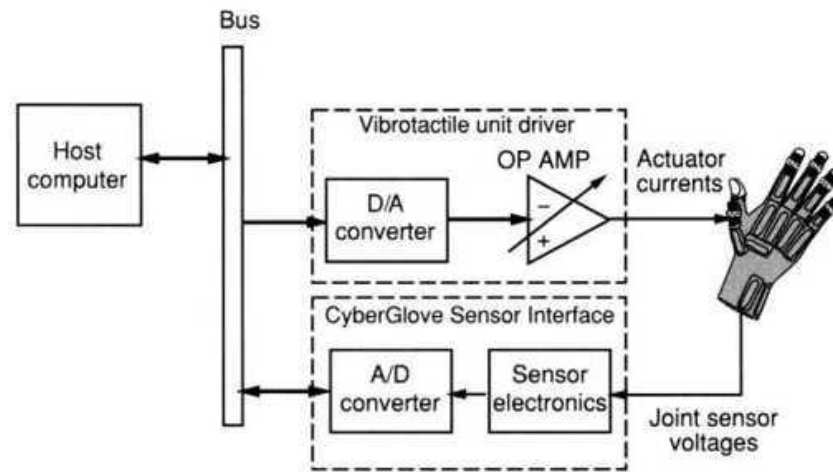 Bus
Host
computer
Vibrotactile unit driver
OP AMP
D/A
converter
−
+
Actuator
currents
CyberGlove Sensor Interface
A/D
converter
Sensor
electronics
Joint sensor
voltages